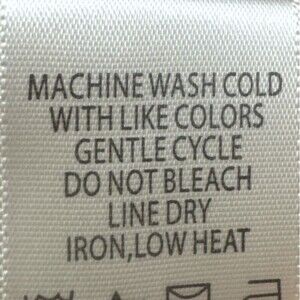 MACHINE WASH COLD
WITH LIKE COLORS
GENTLE CYCLE
DO NOT BLEACH
LINE DRY
IRON,LOW HEAT